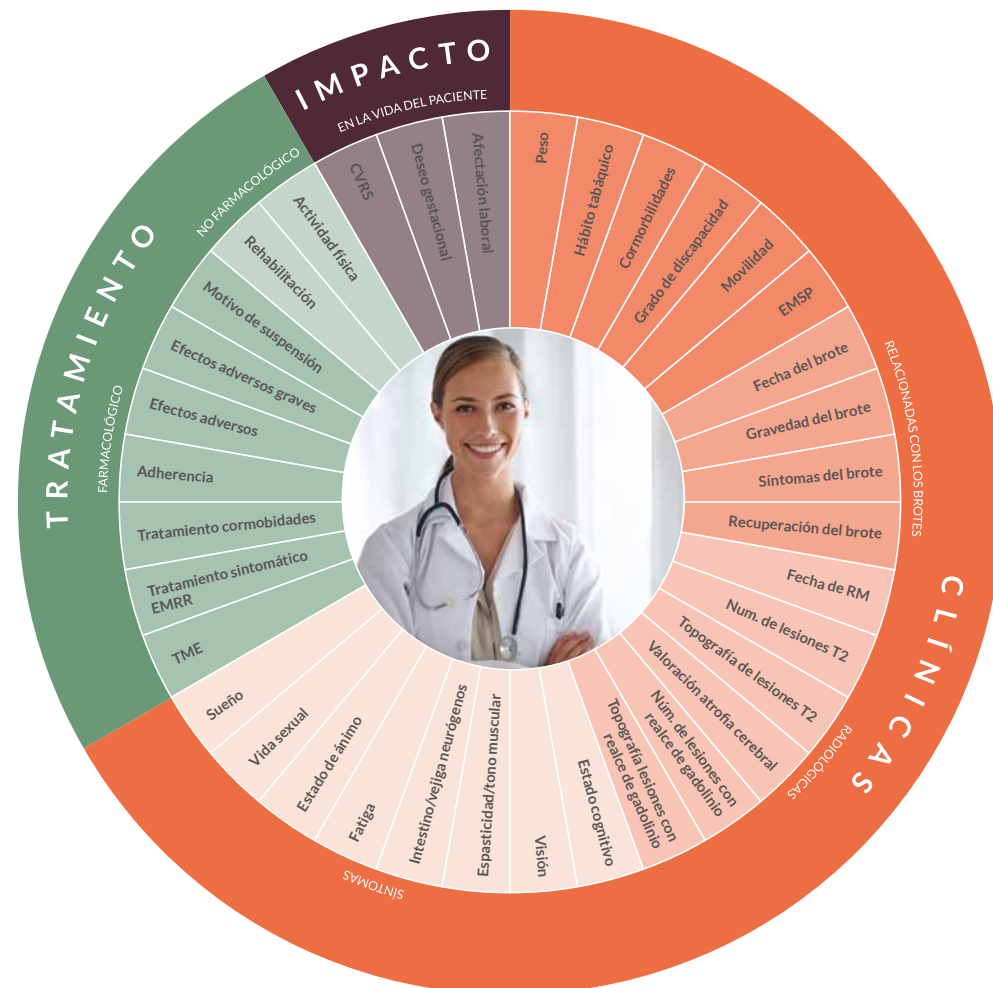 IMPACTO
EN LA VIDA DEL PACIENTE
CVRS
Deseo gestacional
Afectación laboral
CLÍNICAS
Peso
Hábito tabáquico
Cormorbilidades
Grado de discapacidad
Movilidad
EMSP
RELACIONADAS CON LOS BROTES
Fecha del brote
Gravedad del brote
Síntomas del brote
Recuperación del brote
RADIOLÓGICAS
Fecha de RM
Num. de lesiones T2
Topografía de lesiones T2
Valoración atrofia cerebral
Núm. de lesiones con
realce de gadolinio
Topografía lesiones con
realce de gadolinio
SÍNTOMAS
Estado cognitivo
Visión
Espasticidad/tono muscular
Intestino/vejiga neurógenos
Fatiga
Estado de ánimo
Vida sexual
Sueño
TRATAMIENTO
FARMACOLÓGICO
TME
Tratamiento sintomático
EMRR
Tratamiento cormobidades
Adherencia
Efectos adversos
Efectos adversos graves
Motivo de suspensión
NO FARMACOLÓGICO
Rehabilitación
Actividad física